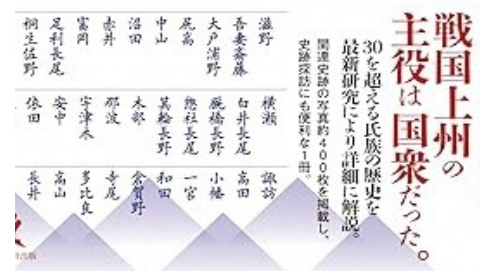 戦国上州の
主役は国衆だった。
30を超える氏族の歴史を
最新研究により詳細に解説。
関連史跡の写真約400枚を掲載し、
史跡探訪にも便利な1冊。
滋野
吾妻斎藤
大戸浦野
尻高
中山
沼田
赤井
富岡
足利長尾
桐生佐野
横瀬
白井長尾
厩橋長野
惣社長尾
箕輪長野
木部
那波
宇津木
安中
依田
諏訪
高田
小幡
一宮
和田
倉賀野
寺尾
多比良
高山
長井
出版